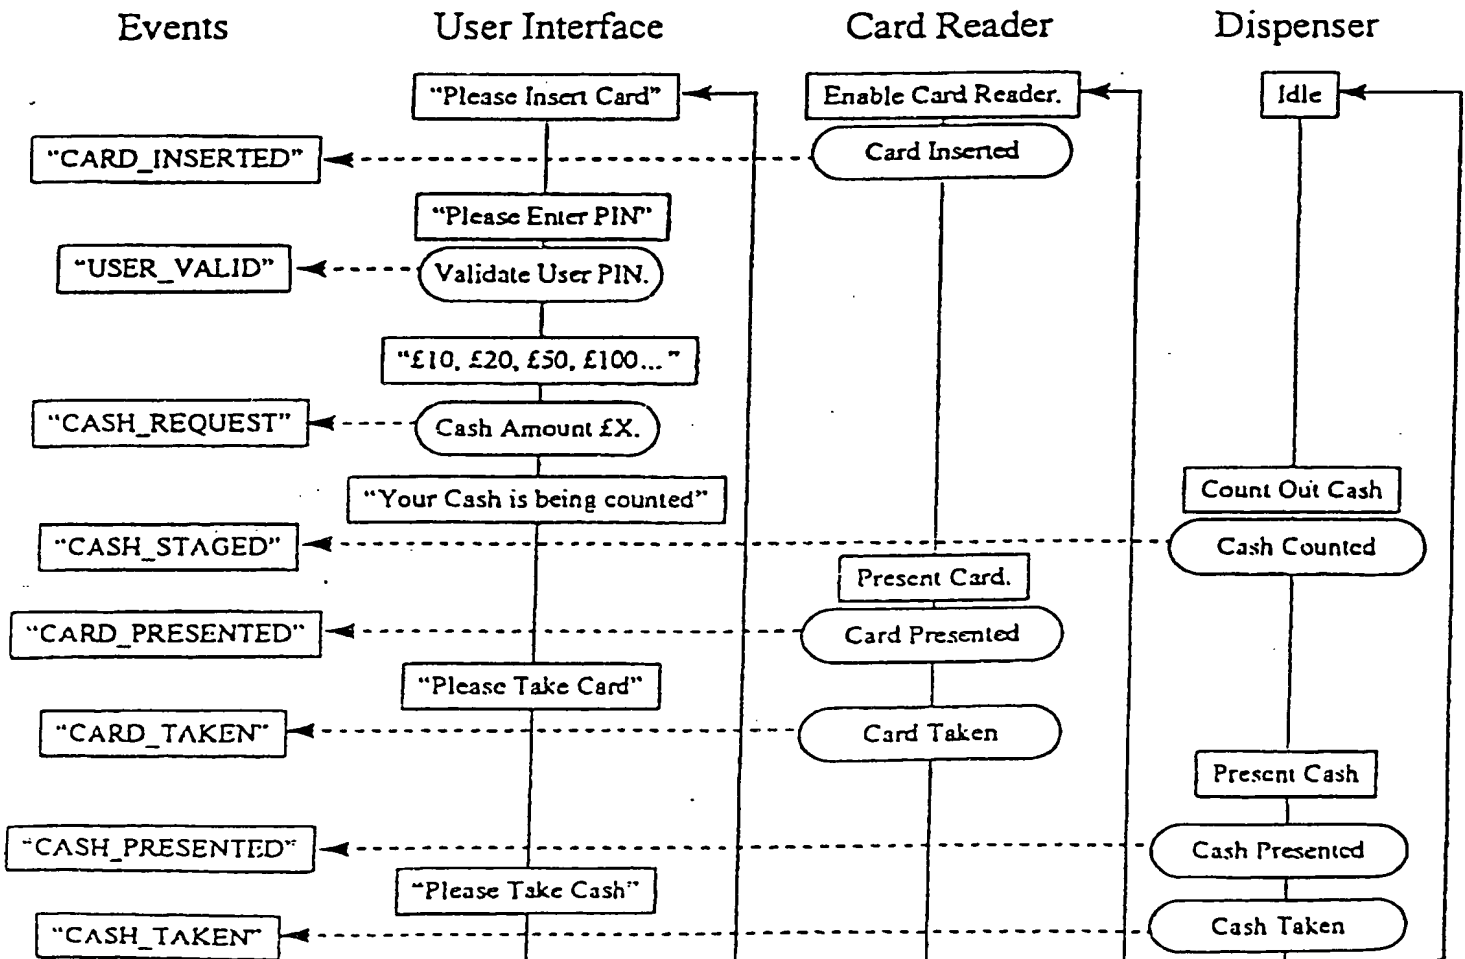 Events User Interface Card Reader Dispenser
"Please Insert Card" Enable Card Reader. Idle
"CARD_INSERTED" Card Inserted
"Please Enter PIN"
"USER_VALID" Validate User PIN.
"£10, £20, £50, £100..."
"CASH_REQUEST" Cash Amount £X.
"Your Cash is being counted" Count Out Cash
"CASH_STAGED" Cash Counted
Present Card.
"CARD_PRESENTED" Card Presented
"Please Take Card"
"CARD_TAKEN" Card Taken
Present Cash
"CASH_PRESENTED" Cash Presented
"Please Take Cash"
"CASH_TAKEN" Cash Taken